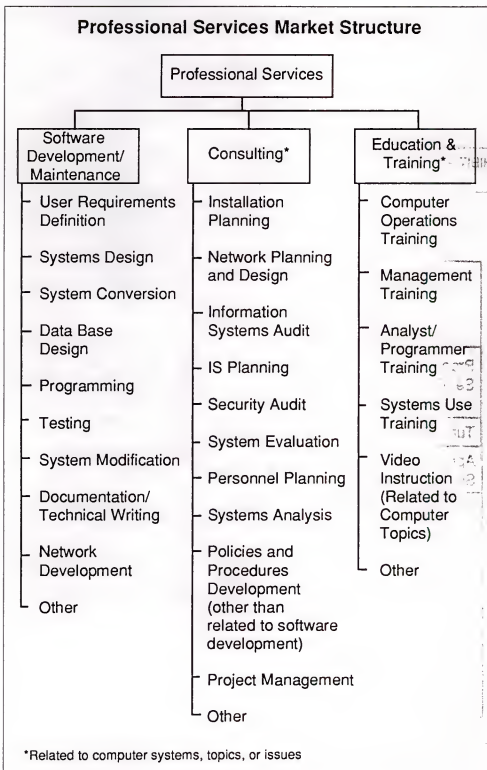 Professional Services Market Structure
Professional Services
Software
Development/
Maintenance
User Requirements
Definition
Systems Design
System Conversion
Data Base
Design
Programming
Testing
System Modification
Documentation/
Technical Writing
Network
Development
Other
Consulting*
Installation
Planning
Network Planning
and Design
Information
Systems Audit
IS Planning
Security Audit
System Evaluation
Personnel Planning
Systems Analysis
Policies and
Procedures
Development
(other than
related to software
development)
Project Management
Other
Education &
Training*
Computer
Operations
Training
Management
Training
Analyst/
Programmer
Training
Systems Use
Training
Video
Instruction
(Related to
Computer
Topics)
Other
*Related to computer systems, topics, or issues